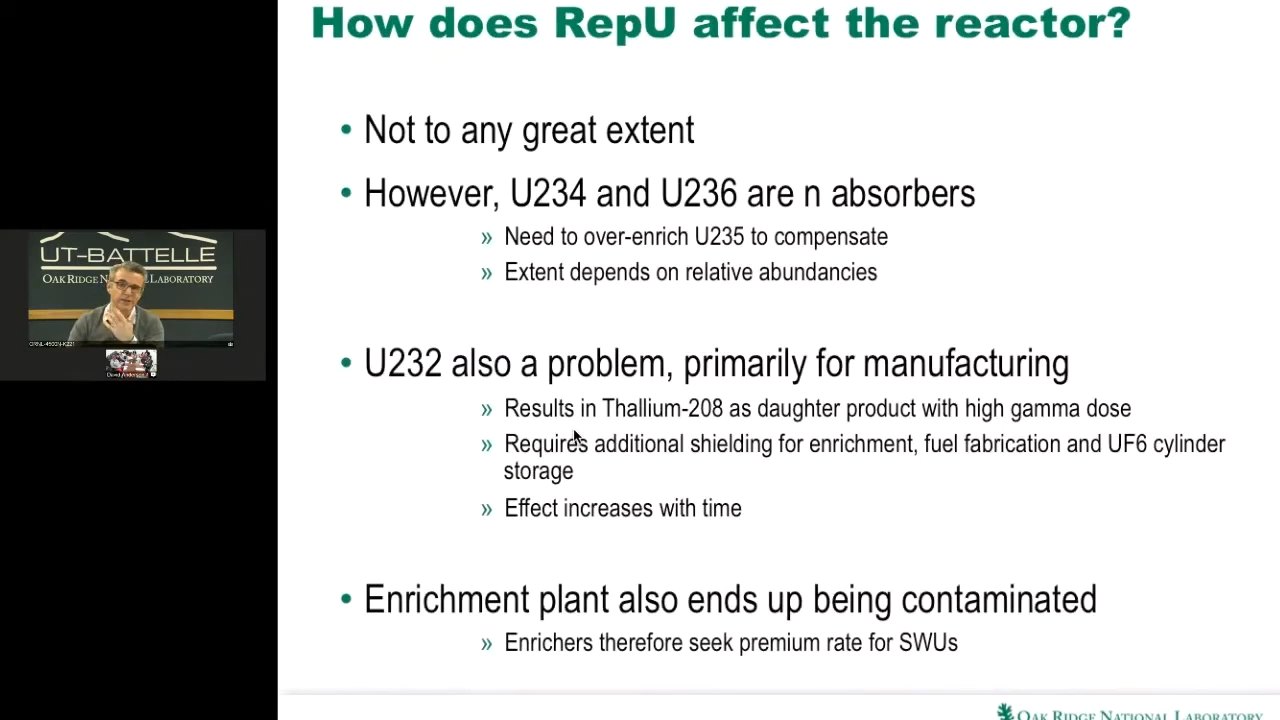 How does RepU affect the reactor?
• Not to any great extent
• However, U234 and U236 are n absorbers
» Need to over-enrich U235 to compensate
» Extent depends on relative abundancies
• U232 also a problem, primarily for manufacturing
» Results in Thallium-208 as daughter product with high gamma dose
» Requires additional shielding for enrichment, fuel fabrication and UF6 cylinder
storage
» Effect increases with time
• Enrichment plant also ends up being contaminated
» Enrichers therefore seek premium rate for SWUs
OAK RIDGE NATIONAL LABORATORY
UT-BATTELLE
OAK RIDGE LABORATORY